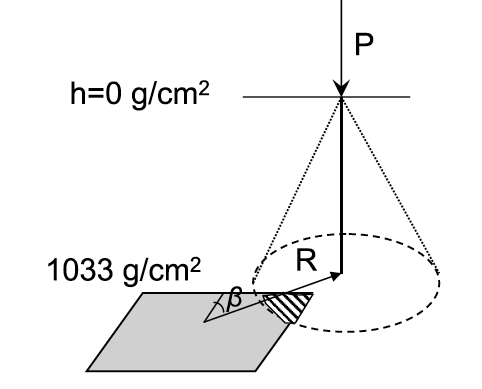 P
h=0 g/cm²
1033 g/cm²
R
β